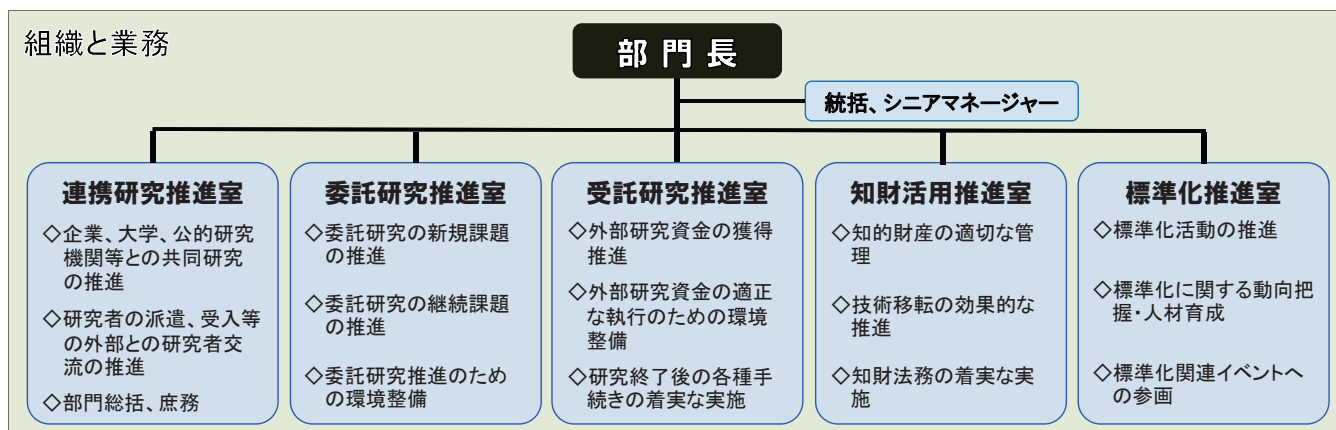 組織と業務
部門長
統括、シニアマネージャー
連携研究推進室
◇企業、大学、公的研究
機関等との共同研究
の推進
◇研究者の派遣、受入等
の外部との研究者交
流の推進
◇部門総括、庶務
委託研究推進室
◇委託研究の新規課題
の推進
◇委託研究の継続課題
の推進
◇委託研究推進のため
の環境整備
受託研究推進室
◇外部研究資金の獲得
推進
◇外部研究資金の適正
な執行のための環境
整備
◇研究終了後の各種手
続きの着実な実施
知財活用推進室
◇知的財産の適切な管
理
◇技術移転の効果的な
推進
◇知財法務の着実な実
施
標準化推進室
◇標準化活動の推進
◇標準化に関する動向把
握・人材育成
◇標準化関連イベントへ
の参画